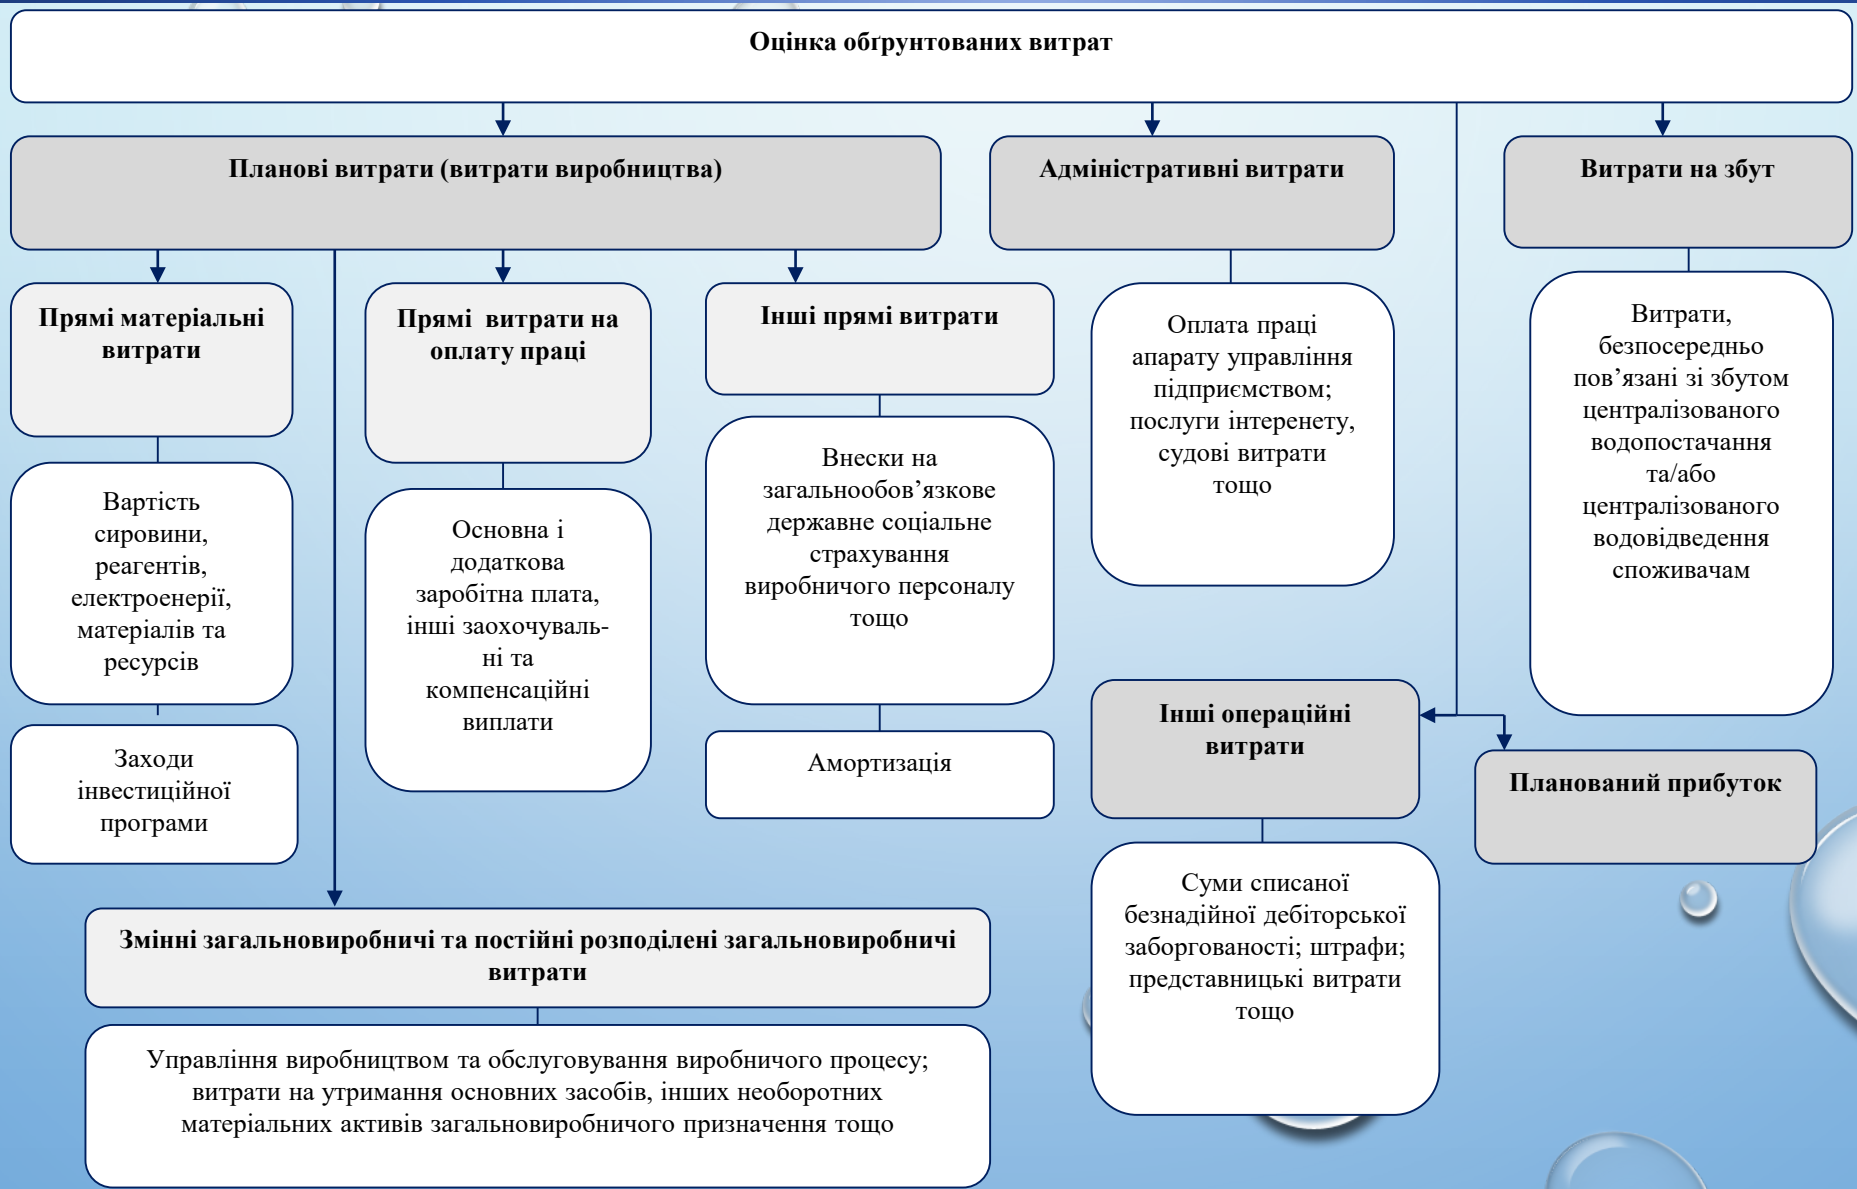 Оцінка обґрунтованих витрат
Планові витрати (витрати виробництва)
Адміністративні витрати
Витрати на збут
Прямі матеріальні
витрати
Прямі витрати на
оплату праці
Інші прямі витрати
Оплата праці
апарату управління
підприємством;
послуги інтеренету,
судові витрати
тощо
Витрати,
безпосередньо
пов’язані зі збутом
централізованого
водопостачання
та/або
централізованого
водовідведення
споживачам
Вартість
сировини,
реагентів,
електроенерії,
матеріалів та
ресурсів
Основна і
додаткова
заробітна плата,
інші заохочуваль-
ні та
компенсаційні
виплати
Внески на
загальнообов’язкове
державне соціальне
страхування
виробничого персоналу
тощо
Заходи
інвестиційної
програми
Амортизація
Інші операційні
витрати
Планований прибуток
Суми списаної
безнадійної дебіторської
заборгованості; штрафи;
представницькі витрати
тощо
Змінні загальновиробничі та постійні розподілені загальновиробничі
витрати
Управління виробництвом та обслуговування виробничого процесу;
витрати на утримання основних засобів, інших необоротних
матеріальних активів загальновиробничого призначення тощо